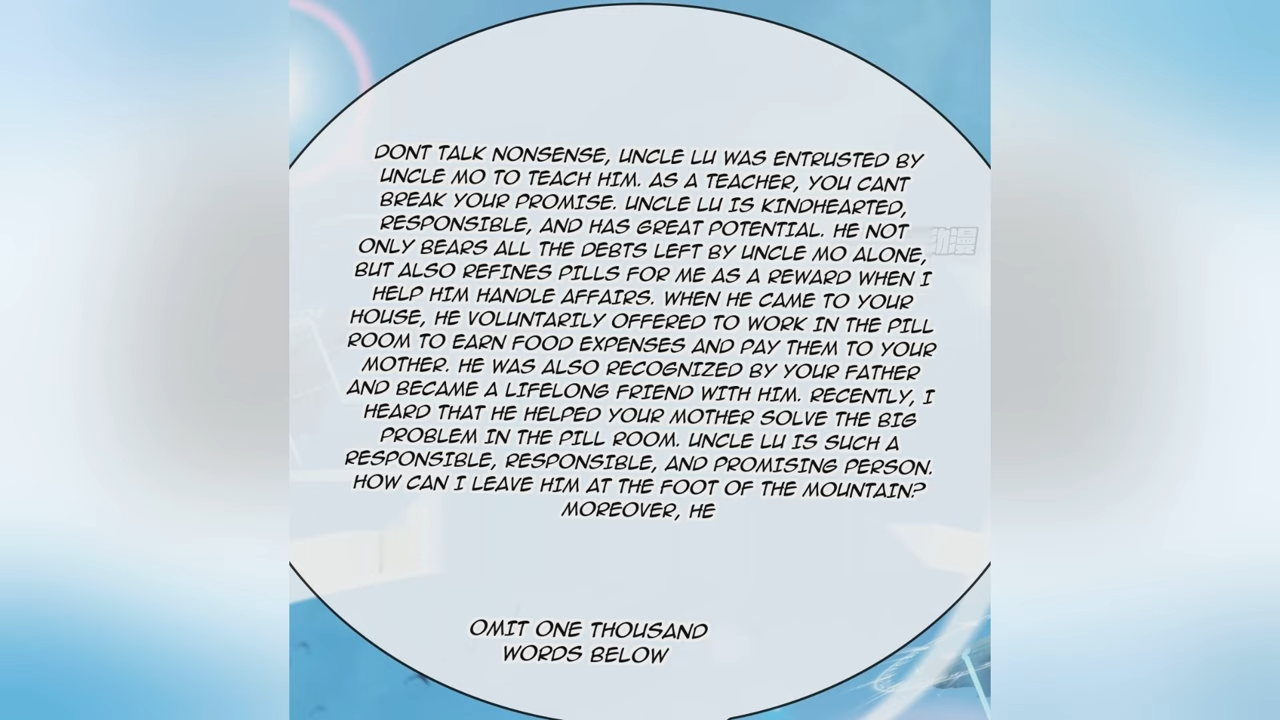 DONT TALK NONSENSE, UNCLE LU WAS ENTRUSTED BY
UNCLE MO TO TEACH HIM. AS A TEACHER, YOU CANT
BREAK YOUR PROMISE. UNCLE LU IS KINDHEARTED,
RESPONSIBLE, AND HAS GREAT POTENTIAL. HE NOT
ONLY BEARS ALL THE DEBTS LEFT BY UNCLE MO ALONE,
BUT ALSO REFINES PILLS FOR ME AS A REWARD WHEN I
HELP HIM HANDLE AFFAIRS. WHEN HE CAME TO YOUR
HOUSE, HE VOLUNTARILY OFFERED TO WORK IN THE PILL
ROOM TO EARN FOOD EXPENSES AND PAY THEM TO YOUR
MOTHER. HE WAS ALSO RECOGNIZED BY YOUR FATHER
AND BECAME A LIFELONG FRIEND WITH HIM. RECENTLY, I
HEARD THAT HE HELPED YOUR MOTHER SOLVE THE BIG
PROBLEM IN THE PILL ROOM. UNCLE LU IS SUCH A
RESPONSIBLE, RESPONSIBLE, AND PROMISING PERSON.
HOW CAN I LEAVE HIM AT THE FOOT OF THE MOUNTAIN?
MOREOVER, HE
动漫
OMIT ONE THOUSAND
WORDS BELOW